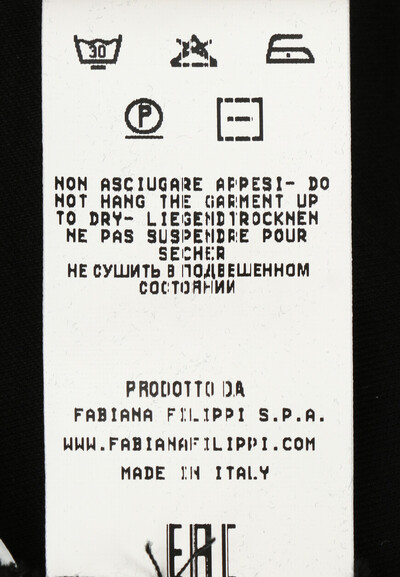 30
P
NON ASCIUGARE APPESI- DO
NOT HANG THE GARMENT UP
TO DRY- LIEGENDTROCKNEN
NE PAS SUSPENDRE POUR
SECHER
НЕ СУШИТЬ В ПОДВЕШЕННОМ
СОСТОЯНИИ
PRODOTTO DA
FABIANA FILIPPI S.P.A.
WWW.FABIANAFILIPPI.COM
MADE IN ITALY
EAC